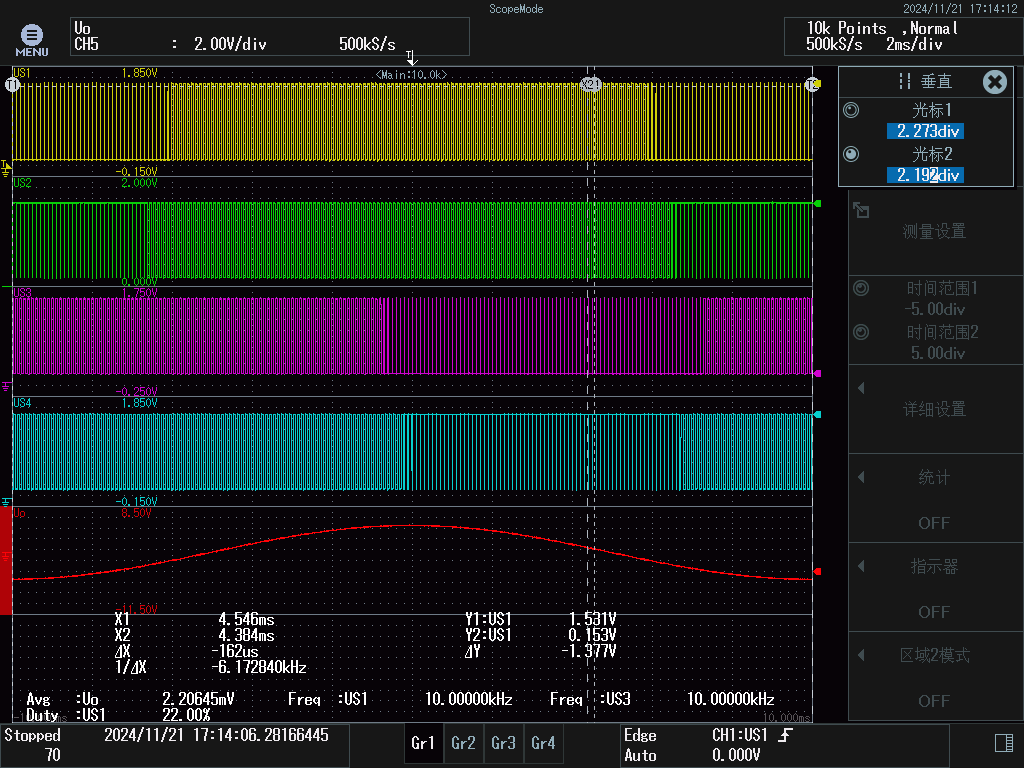 ScopeMode
2024/11/21 17:14:12
MENU
Uo
CH5 : 2.00V/div 500kS/s
10k Points ,Normal
500kS/s 2ms/div
<Main:10.0k>
US1 1.850V
-0.150V
US2 2.000V
0.000V
US3 1.750V
-0.250V
US4 1.850V
-0.150V
Uo 8.50V
-11.50V
X1 4.546ms Y1:US1 1.531V
X2 4.384ms Y2:US1 0.153V
ΔX -162us ΔY -1.377V
1/ΔX -6.172840kHz
Avg :Uo 2.20645mV Freq :US1 10.00000kHz Freq :US3 10.00000kHz
Duty :US1 22.00%
10.000ms
垂直
光标1
2.273div
光标2
2.192div
测量设置
时间范围1
-5.00div
时间范围2
5.00div
详细设置
统计
OFF
指示器
OFF
区域2模式
OFF
Stopped 2024/11/21 17:14:06.28166445
70
Gr1 Gr2 Gr3 Gr4
Edge CH1:US1
Auto 0.000V